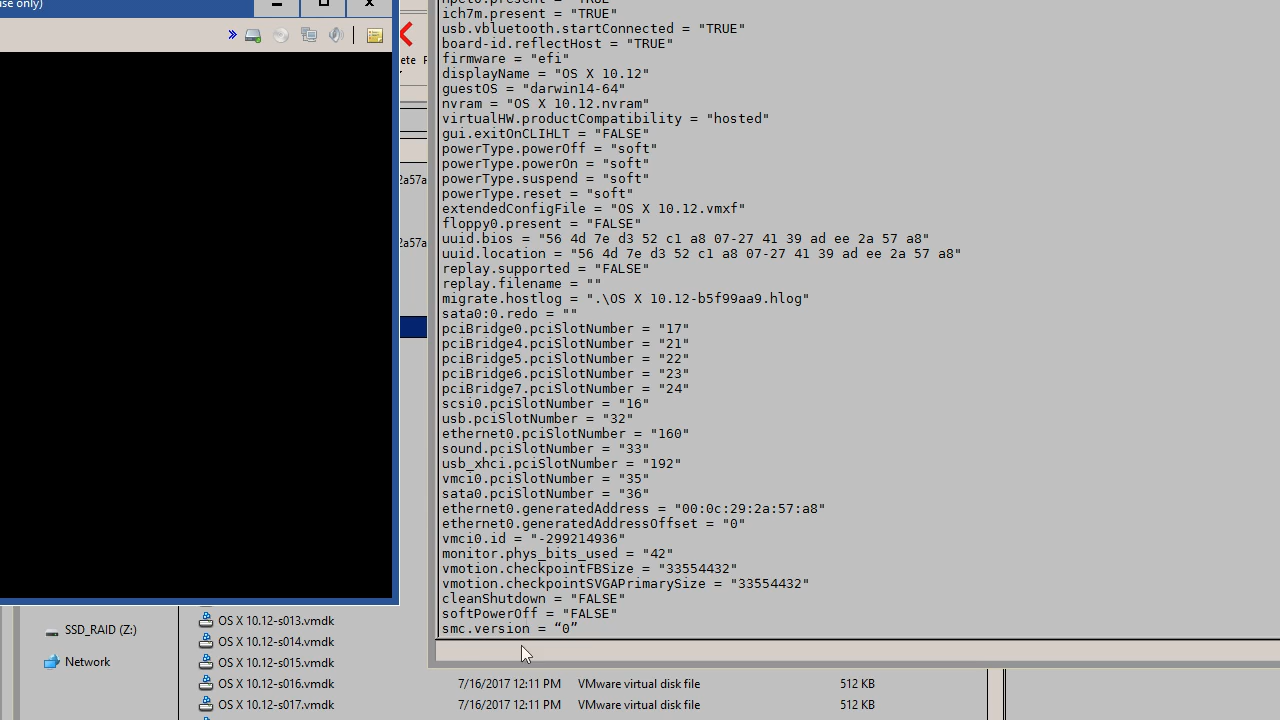 use only)
ete
hpet0.present = "TRUE"
ich7m.present = "TRUE"
usb.vbluetooth.startConnected = "TRUE"
board-id.reflectHost = "TRUE"
firmware = "efi"
displayName = "OS X 10.12"
guestOS = "darwin14-64"
nvram = "OS X 10.12.nvram"
virtualHW.productCompatibility = "hosted"
gui.exitOnCLIHLT = "FALSE"
powerType.powerOff = "soft"
powerType.powerOn = "soft"
powerType.suspend = "soft"
powerType.reset = "soft"
extendedConfigFile = "OS X 10.12.vmxf"
floppy0.present = "FALSE"
uuid.bios = "56 4d 7e d3 52 c1 a8 07-27 41 39 ad ee 2a 57 a8"
uuid.location = "56 4d 7e d3 52 c1 a8 07-27 41 39 ad ee 2a 57 a8"
replay.supported = "FALSE"
replay.filename = ""
migrate.hostlog = ".\OS X 10.12-b5f99aa9.hlog"
sata0:0.redo = ""
pciBridge0.pciSlotNumber = "17"
pciBridge4.pciSlotNumber = "21"
pciBridge5.pciSlotNumber = "22"
pciBridge6.pciSlotNumber = "23"
pciBridge7.pciSlotNumber = "24"
scsi0.pciSlotNumber = "16"
usb.pciSlotNumber = "32"
ethernet0.pciSlotNumber = "160"
sound.pciSlotNumber = "33"
usb_xhci.pciSlotNumber = "192"
vmci0.pciSlotNumber = "35"
sata0.pciSlotNumber = "36"
ethernet0.generatedAddress = "00:0c:29:2a:57:a8"
ethernet0.generatedAddressOffset = "0"
vmci0.id = "-299214936"
monitor.phys_bits_used = "42"
vmotion.checkpointFBSize = "33554432"
vmotion.checkpointSVGAPrimarySize = "33554432"
cleanShutdown = "FALSE"
softPowerOff = "FALSE"
smc.version = “0”
2a57a
2a57a
SSD_RAID (Z:)
Network
OS X 10.12-s013.vmdk
OS X 10.12-s014.vmdk
OS X 10.12-s015.vmdk
OS X 10.12-s016.vmdk 7/16/2017 12:11 PM VMware virtual disk file 512 KB
OS X 10.12-s017.vmdk 7/16/2017 12:11 PM VMware virtual disk file 512 KB